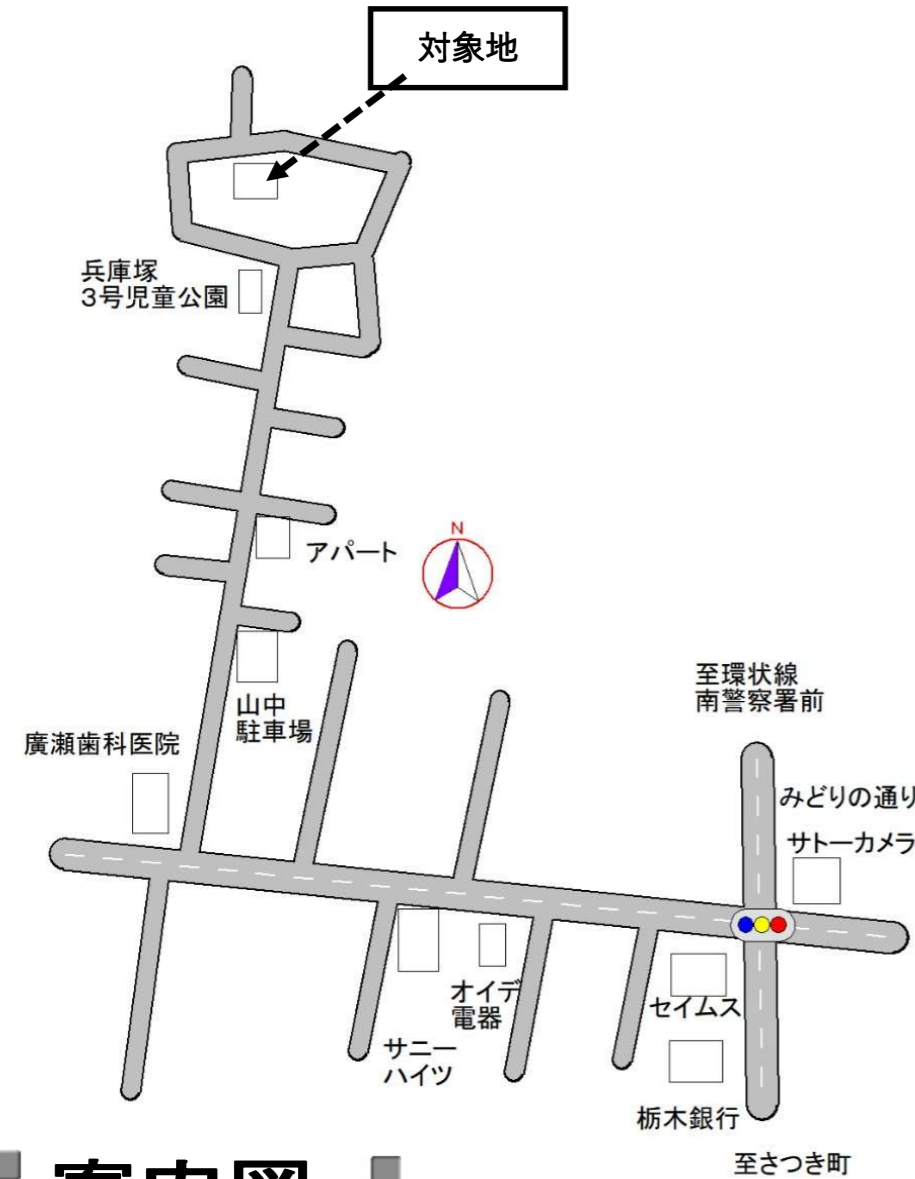 対象地
兵庫塚
3号児童公園
N
アパート
山中
駐車場
至環状線
南警察署前
廣瀬歯科医院
みどりの通り
サトーカメラ
オイデ
電器
セイムス
サニー
ハイツ
栃木銀行
至さつき町
案内図